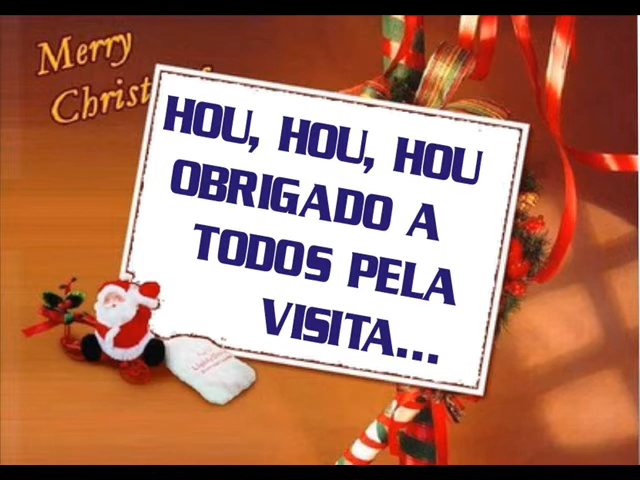 Merry
Christ
HOU, HOU, HOU
OBRIGADO A
TODOS PELA
VISITA...